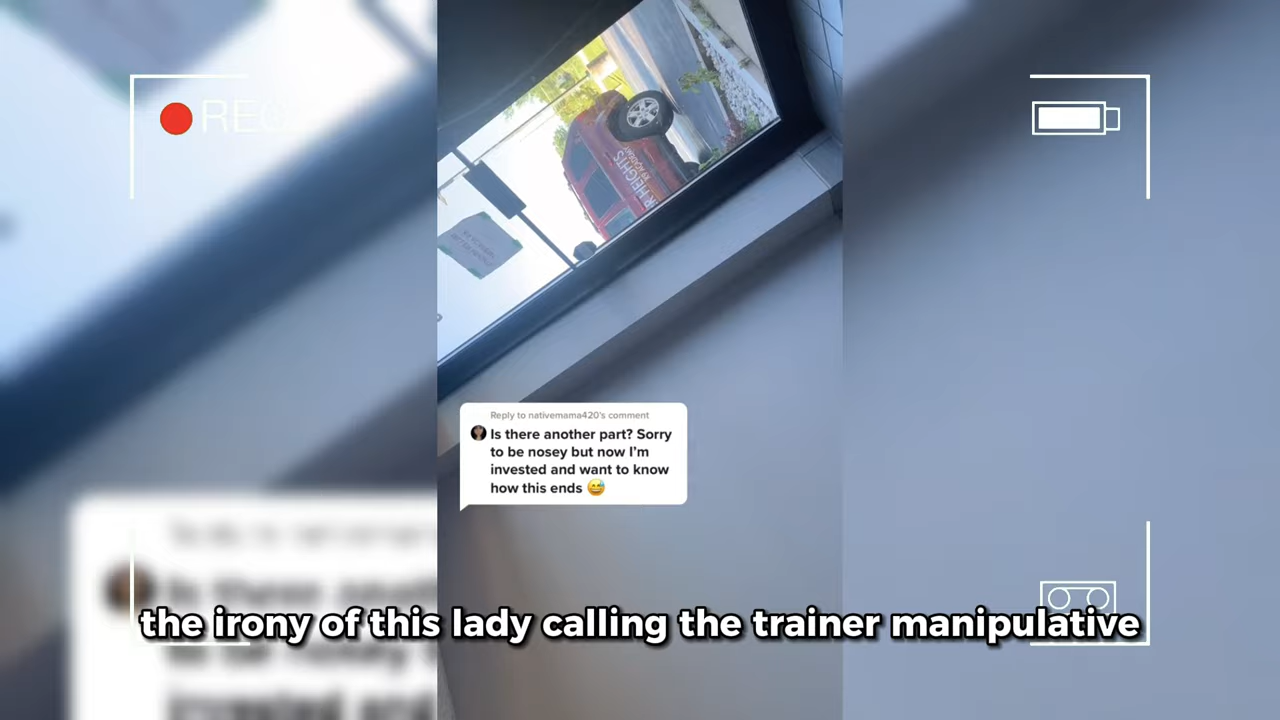 REC
R HEIGHTS
Reply to nativemama420's comment
Is there another part? Sorry
to be nosey but now I'm
invested and want to know
how this ends 😅
the irony of this lady calling the trainer manipulative